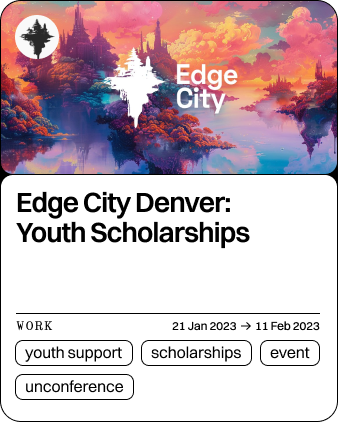 Edge
City
Edge City Denver:
Youth Scholarships
WORK
21 Jan 2023 → 11 Feb 2023
youth support
scholarships
event
unconference